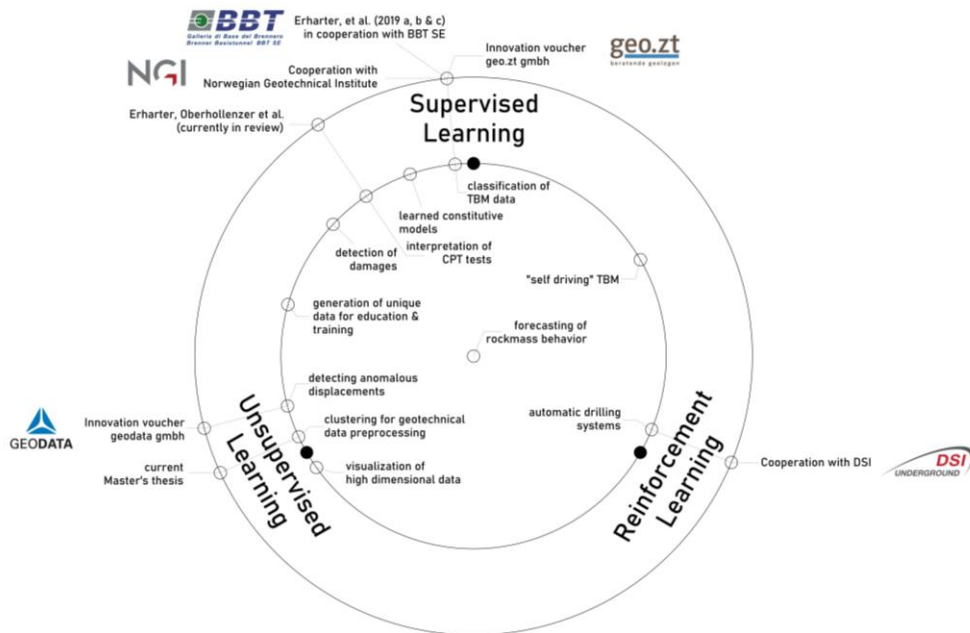 BBT
Galleria di Base del Brennero
Brenner Basistunnel BBT SE
Erharter, et al. (2019 a, b & c)
in cooperation with BBT SE
Innovation voucher
geo.zt gmbh
geo.zt
beratende geologen
NGI
Cooperation with
Norwegian Geotechnical Institute
Erharter, Oberhollenzer et al.
(currently in review)
Supervised
Learning
classification of
TBM data
learned constitutive
models
interpretation of
CPT tests
detection of
damages
"self driving" TBM
generation of unique
data for education &
training
forecasting of
rockmass behavior
detecting anomalous
displacements
clustering for geotechnical
data preprocessing
visualization of
high dimensional data
automatic drilling
systems
Unsupervised
Learning
Reinforcement
Learning
GEODATA
Innovation voucher
geodata gmbh
current
Master's thesis
Cooperation with DSI
DSI
UNDERGROUND